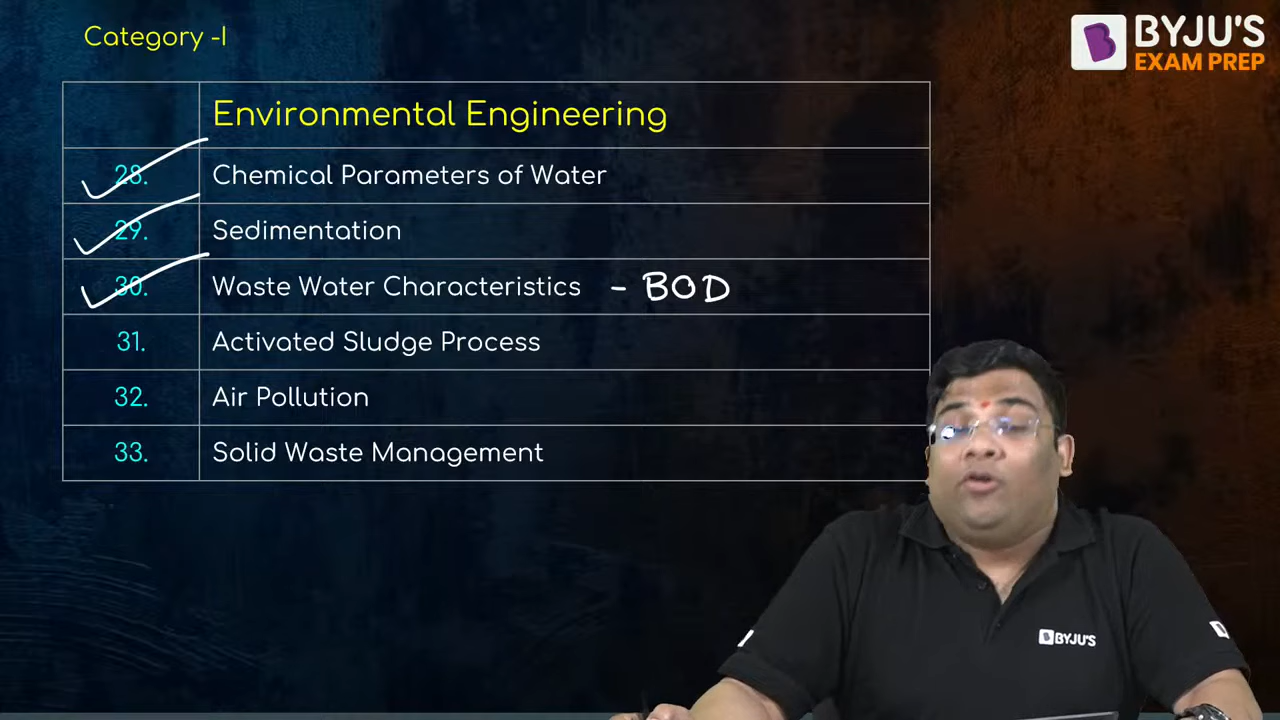 Category -I
BYJU'S
EXAM PREP
Environmental Engineering
28. Chemical Parameters of Water
29. Sedimentation
30. Waste Water Characteristics - BOD
31. Activated Sludge Process
32. Air Pollution
33. Solid Waste Management
BYJU'S